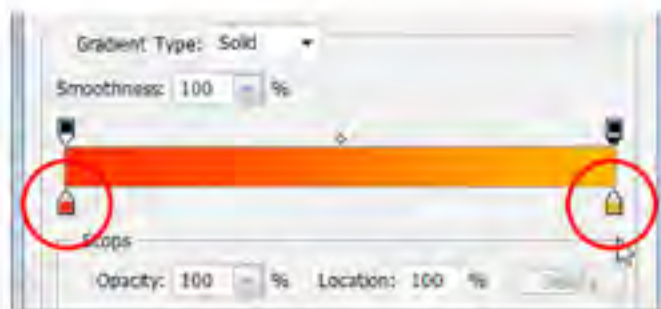 Gradient Type: Solid
Smoothness: 100 %
Stops
Opacity: 100 % Location: 100 %